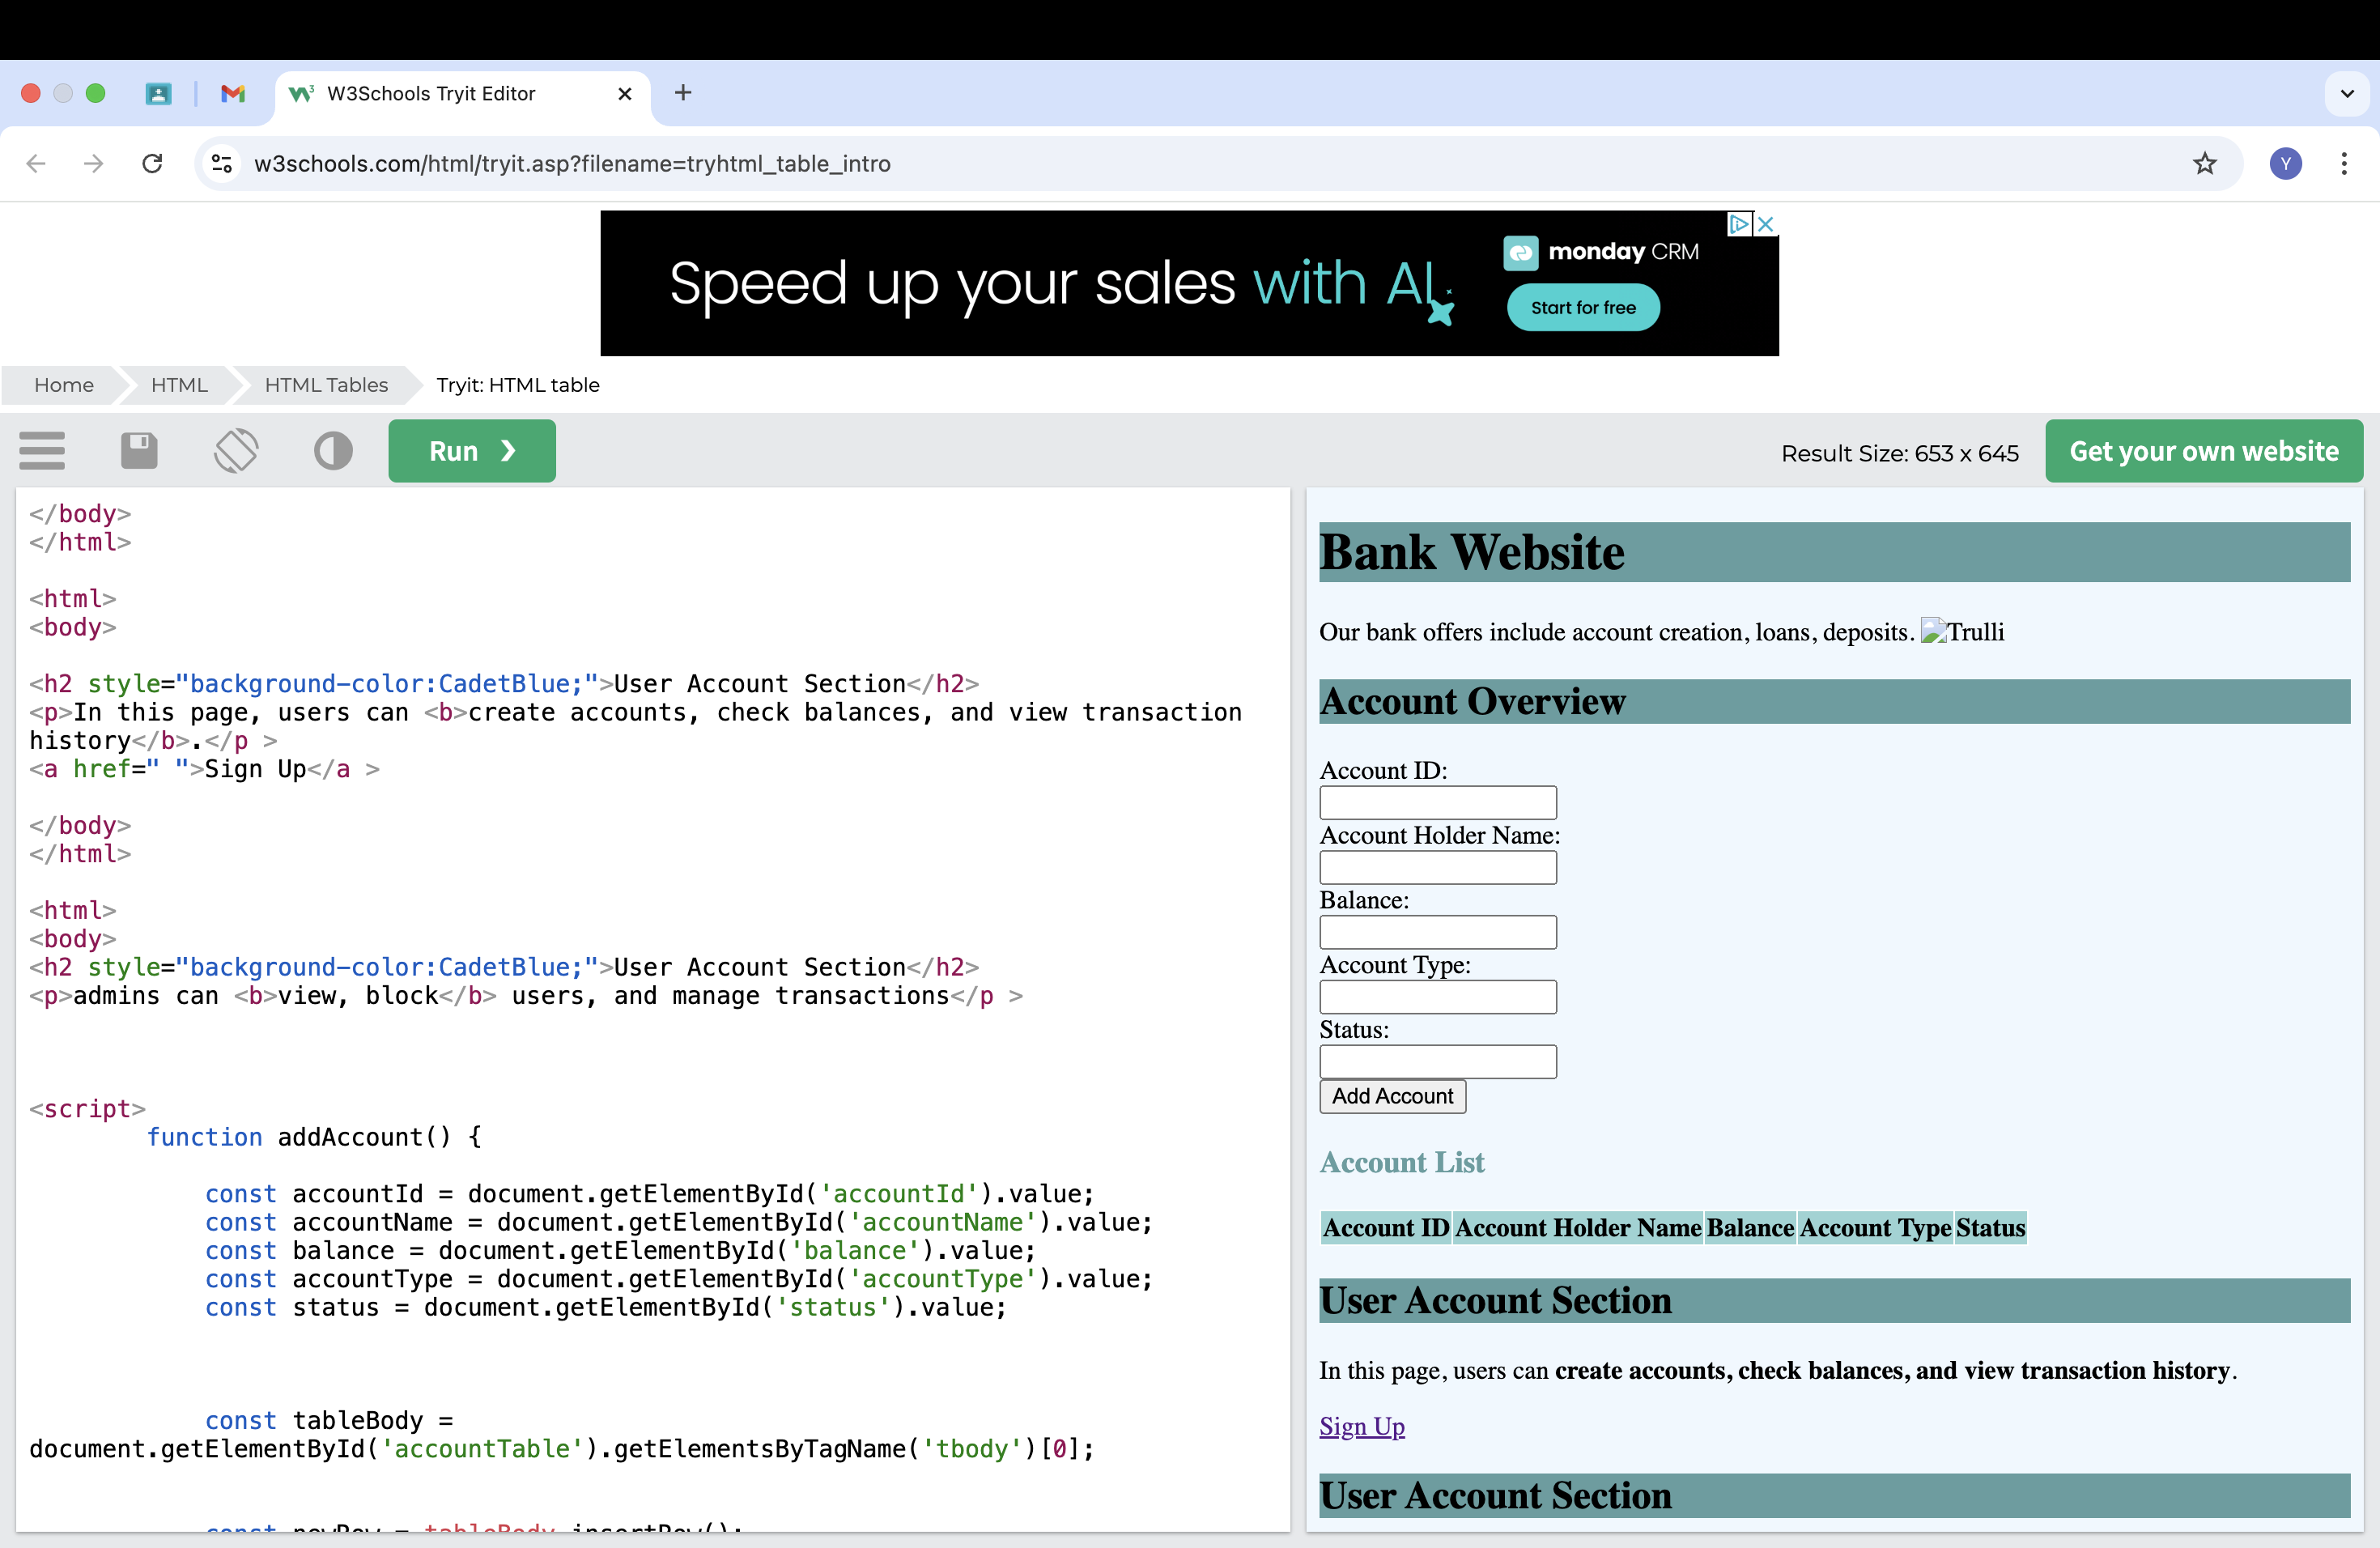 W3Schools Tryit Editor
w3schools.com/html/tryit.asp?filename=tryhtml_table_intro
Y
Speed up your sales with AI
monday CRM
Start for free
Home
HTML
HTML Tables
Tryit: HTML table
Run ❯
Result Size: 653 x 645
Get your own website
</body>
</html>
<html>
<body>
<h2 style="background-color:CadetBlue;">User Account Section</h2>
<p>In this page, users can <b>create accounts, check balances, and view transaction
history</b>.</p >
<a href=" ">Sign Up</a >
</body>
</html>
<html>
<body>
<h2 style="background-color:CadetBlue;">User Account Section</h2>
<p>admins can <b>view, block</b> users, and manage transactions</p >
<script>
function addAccount() {
const accountId = document.getElementById('accountId').value;
const accountName = document.getElementById('accountName').value;
const balance = document.getElementById('balance').value;
const accountType = document.getElementById('accountType').value;
const status = document.getElementById('status').value;
const tableBody =
document.getElementById('accountTable').getElementsByTagName('tbody')[0];
const newRow = tableBody.insertRow();
Bank Website
Our bank offers include account creation, loans, deposits. Trulli
Account Overview
Account ID:
Account Holder Name:
Balance:
Account Type:
Status:
Add Account
Account List
Account ID Account Holder Name Balance Account Type Status
User Account Section
In this page, users can create accounts, check balances, and view transaction history.
Sign Up
User Account Section